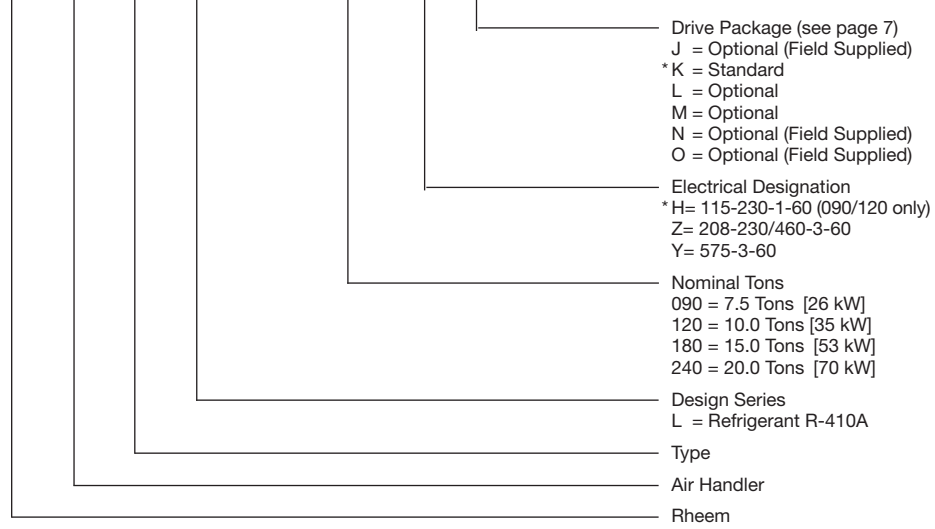 Drive Package (see page 7)
J = Optional (Field Supplied)
* K = Standard
L = Optional
M = Optional
N = Optional (Field Supplied)
O = Optional (Field Supplied)
Electrical Designation
* H= 115-230-1-60 (090/120 only)
Z= 208-230/460-3-60
Y= 575-3-60
Nominal Tons
090 = 7.5 Tons [26 kW]
120 = 10.0 Tons [35 kW]
180 = 15.0 Tons [53 kW]
240 = 20.0 Tons [70 kW]
Design Series
L = Refrigerant R-410A
Type
Air Handler
Rheem